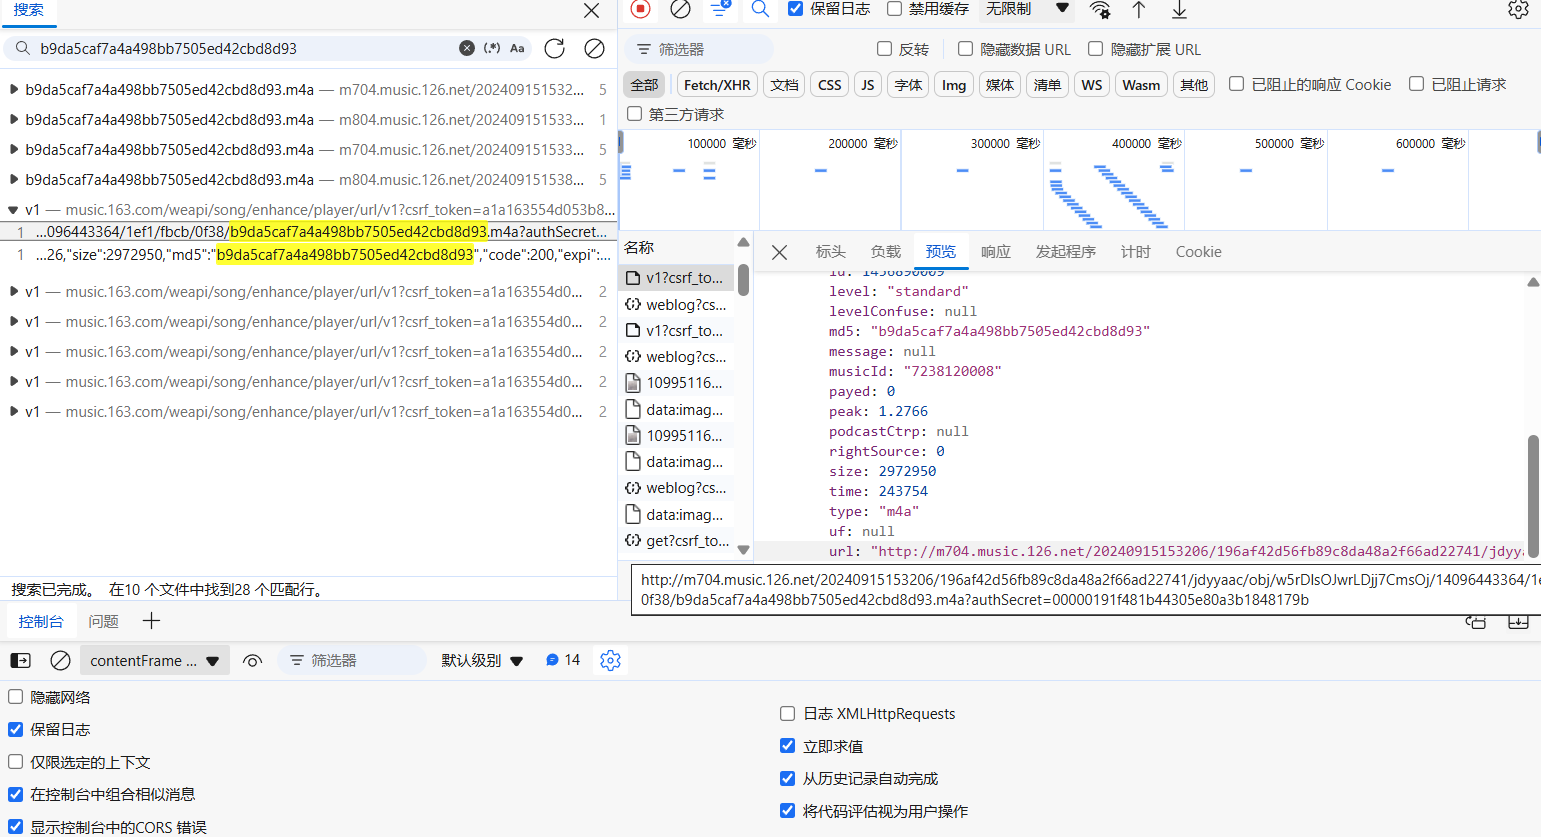 搜索
b9da5caf7a4a498bb7505ed42cbd8d93
(.*) Aa
b9da5caf7a4a498bb7505ed42cbd8d93.m4a — m704.music.126.net/202409151532... 5
b9da5caf7a4a498bb7505ed42cbd8d93.m4a — m804.music.126.net/202409151533... 1
b9da5caf7a4a498bb7505ed42cbd8d93.m4a — m704.music.126.net/202409151533... 5
b9da5caf7a4a498bb7505ed42cbd8d93.m4a — m804.music.126.net/202409151538... 5
v1 — music.163.com/weapi/song/enhance/player/url/v1?csrf_token=a1a163554d053b8...
1 ...096443364/1ef1/fbcb/0f38/b9da5caf7a4a498bb7505ed42cbd8d93.m4a?authSecret...
1 ...26,"size":2972950,"md5":"b9da5caf7a4a498bb7505ed42cbd8d93","code":200,"expi":...
v1 — music.163.com/weapi/song/enhance/player/url/v1?csrf_token=a1a163554d0... 2
v1 — music.163.com/weapi/song/enhance/player/url/v1?csrf_token=a1a163554d0... 2
v1 — music.163.com/weapi/song/enhance/player/url/v1?csrf_token=a1a163554d0... 2
v1 — music.163.com/weapi/song/enhance/player/url/v1?csrf_token=a1a163554d0... 2
v1 — music.163.com/weapi/song/enhance/player/url/v1?csrf_token=a1a163554d0... 2
搜索已完成。 在10 个文件中找到28 个匹配行。
保留日志 禁用缓存 无限制
筛选器 反转 隐藏数据 URL 隐藏扩展 URL
全部 Fetch/XHR 文档 CSS JS 字体 Img 媒体 清单 WS Wasm 其他 已阻止的响应 Cookie 已阻止请求
第三方请求
100000 毫秒 200000 毫秒 300000 毫秒 400000 毫秒 500000 毫秒 600000 毫秒
名称
v1?csrf_to...
weblog?cs...
v1?csrf_to...
weblog?cs...
10995116...
data:imag...
10995116...
data:imag...
weblog?cs...
data:imag...
get?csrf_to...
标头 负载 预览 响应 发起程序 计时 Cookie
id: 1456890009
level: "standard"
levelConfuse: null
md5: "b9da5caf7a4a498bb7505ed42cbd8d93"
message: null
musicId: "7238120008"
payed: 0
peak: 1.2766
podcastCtrp: null
rightSource: 0
size: 2972950
time: 243754
type: "m4a"
uf: null
url: "http://m704.music.126.net/20240915153206/196af42d56fb89c8da48a2f66ad22741/jdyya
http://m704.music.126.net/20240915153206/196af42d56fb89c8da48a2f66ad22741/jdyyaac/obj/w5rDlsOJwrLDjj7CmsOj/14096443364/1e
0f38/b9da5caf7a4a498bb7505ed42cbd8d93.m4a?authSecret=00000191f481b44305e80a3b1848179b
控制台 问题
contentFrame ... 筛选器 默认级别 14
隐藏网络
保留日志
仅限选定的上下文
在控制台中组合相似消息
显示控制台中的CORS 错误
日志 XMLHttpRequests
立即求值
从历史记录自动完成
将代码评估视为用户操作